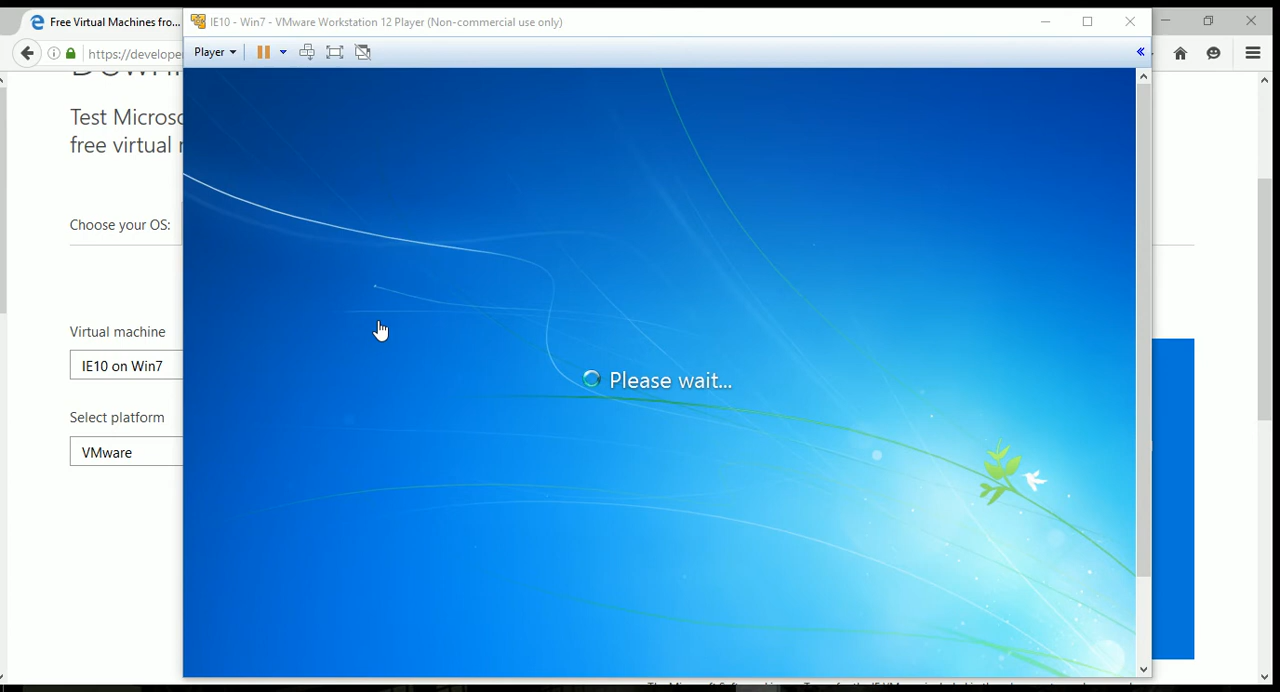 Free Virtual Machines fro...
IE10 - Win7 - VMware Workstation 12 Player (Non-commercial use only)
https://develope
Player
Test Microso
free virtual
Choose your OS:
Please wait...
Virtual machine
IE10 on Win7
Select platform
VMware